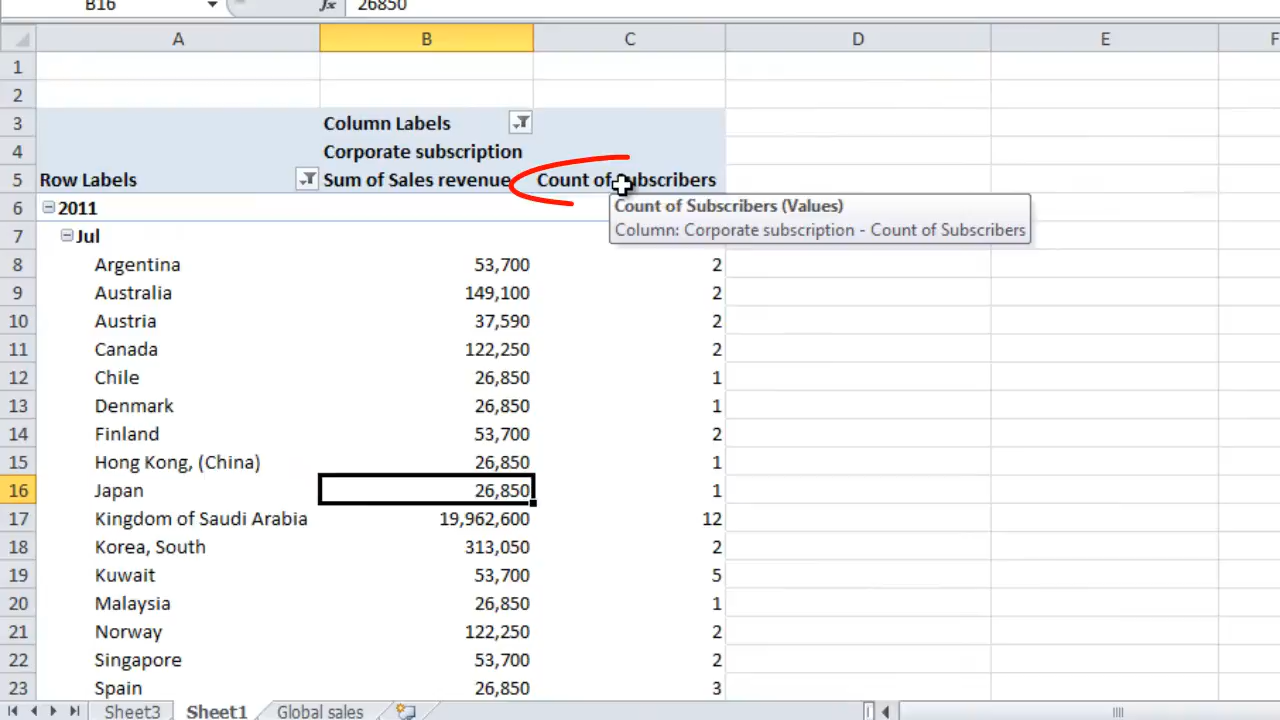 B16 fx 26850
A B C D E F
1
2
3 Column Labels
4 Corporate subscription
5 Row Labels Sum of Sales revenue Count of Subscribers
6 2011
Count of Subscribers (Values)
Column: Corporate subscription - Count of Subscribers
7 Jul
8 Argentina 53,700 2
9 Australia 149,100 2
10 Austria 37,590 2
11 Canada 122,250 2
12 Chile 26,850 1
13 Denmark 26,850 1
14 Finland 53,700 2
15 Hong Kong, (China) 26,850 1
16 Japan 26,850 1
17 Kingdom of Saudi Arabia 19,962,600 12
18 Korea, South 313,050 2
19 Kuwait 53,700 5
20 Malaysia 26,850 1
21 Norway 122,250 2
22 Singapore 53,700 2
23 Spain 26,850 3
Sheet3 Sheet1 Global sales